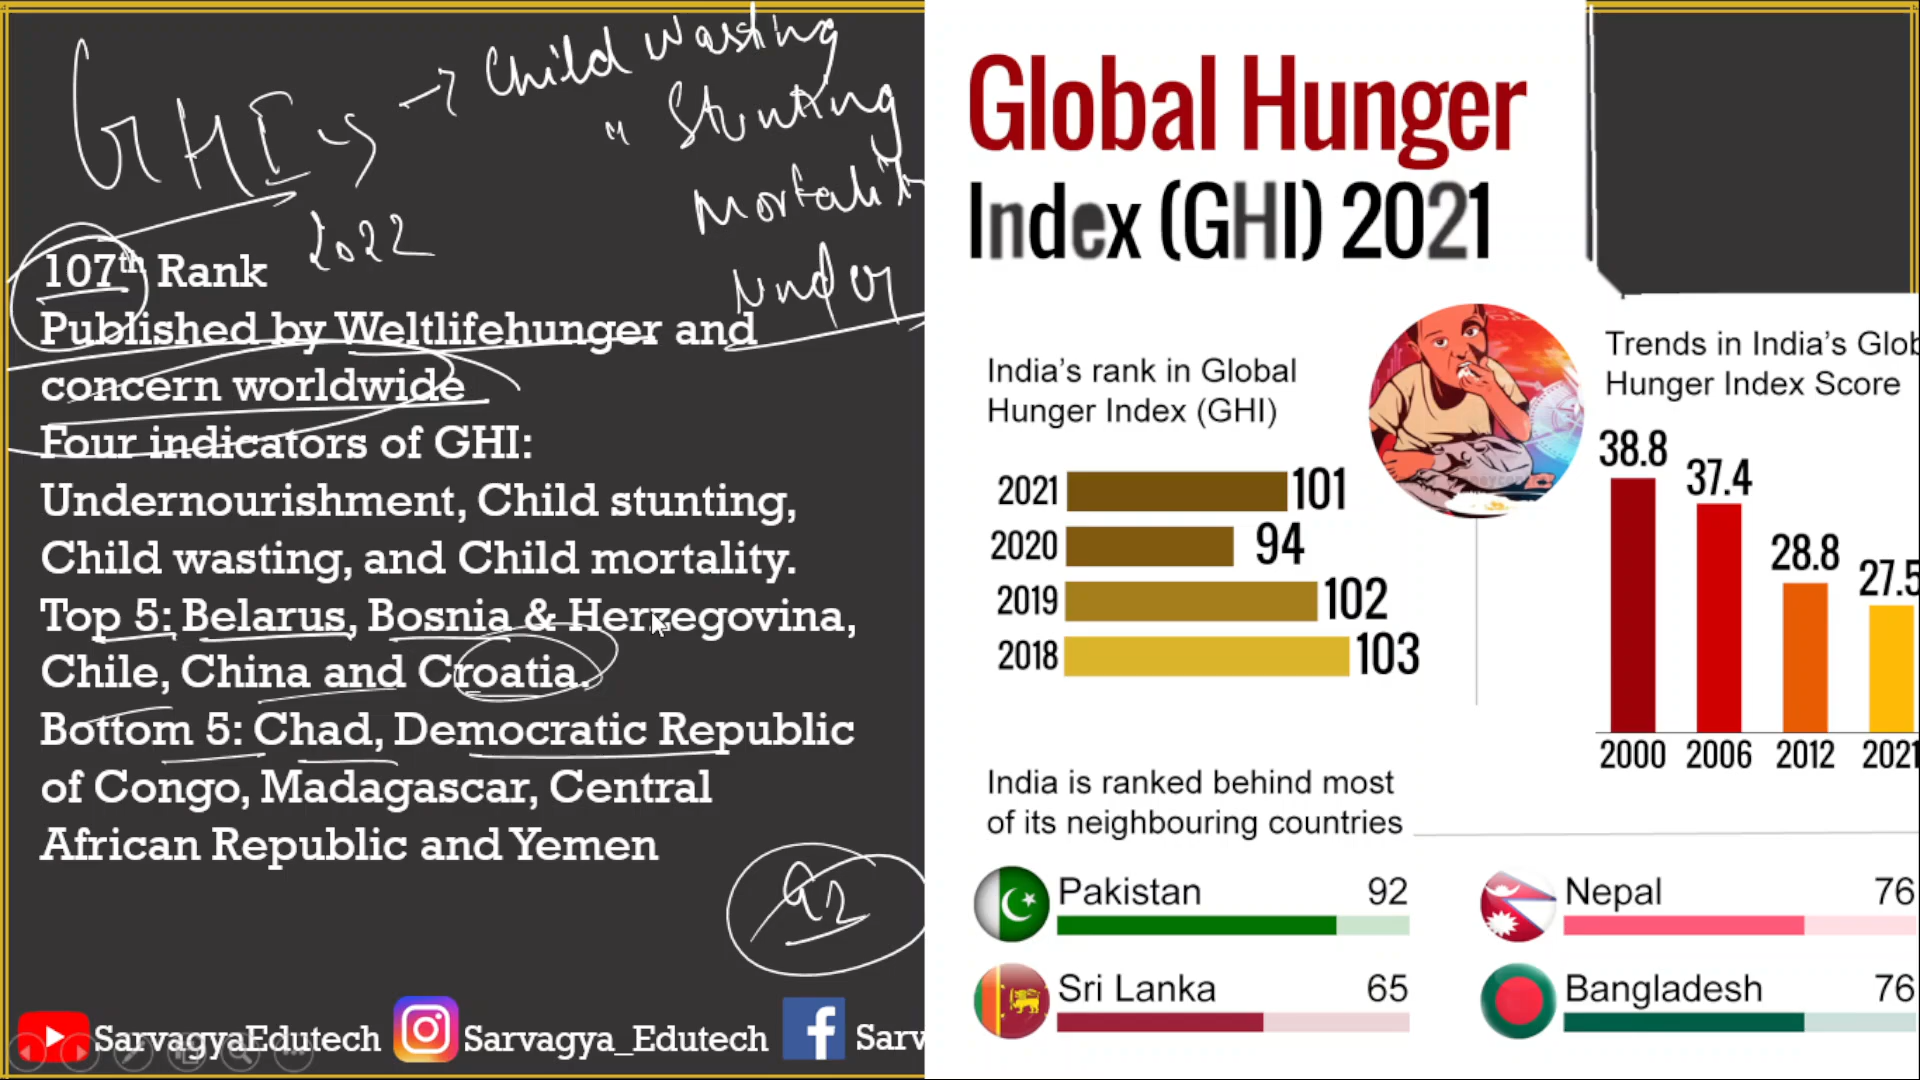 GHI → Child wasting
" Stunting
Mortalit
2022
Under
107th Rank
Published by Weltlifehunger and
concern worldwide
Four indicators of GHI:
Undernourishment, Child stunting,
Child wasting, and Child mortality.
Top 5: Belarus, Bosnia & Herzegovina,
Chile, China and Croatia.
Bottom 5: Chad, Democratic Republic
of Congo, Madagascar, Central
African Republic and Yemen
SarvagyaEdutech Sarvagya_Edutech Sarv
Global Hunger
Index (GHI) 2021
India's rank in Global
Hunger Index (GHI)
2021 101
2020 94
2019 102
2018 103
Trends in India's Glob
Hunger Index Score
38.8 37.4 28.8 27.5
2000 2006 2012 2021
India is ranked behind most
of its neighbouring countries
Pakistan 92
Nepal 76
Sri Lanka 65
Bangladesh 76